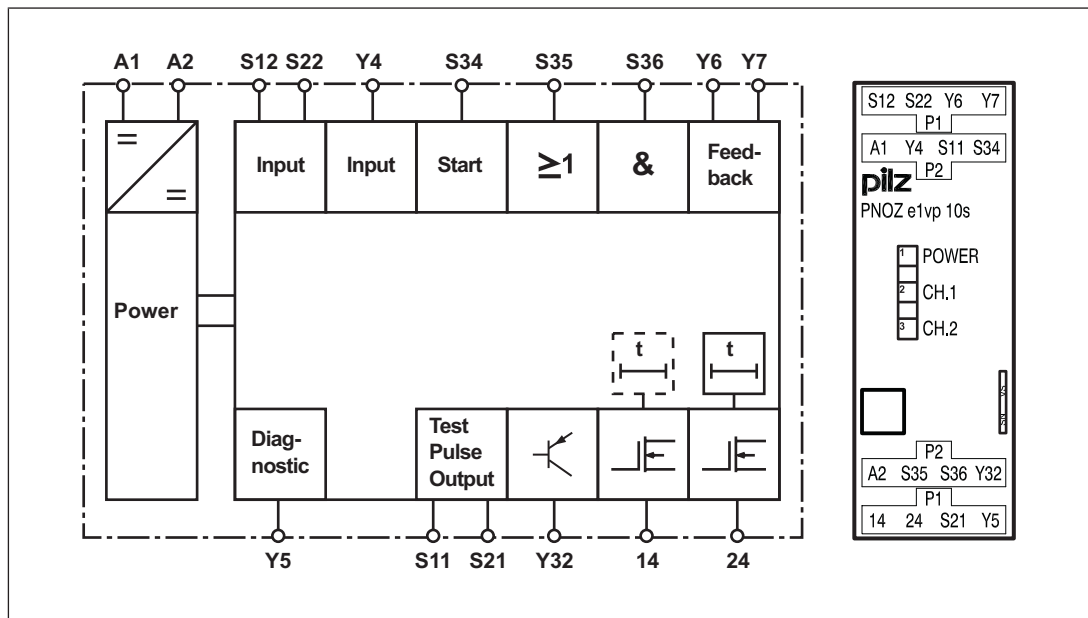 A1 A2 S12 S22 Y4 S34 S35 S36 Y6 Y7
= =
Input
Input
Start
≥1
&
Feed-
back
Power
t
t
Diag-
nostic
Test
Pulse
Output
Y5 S11 S21 Y32 14 24
S12 S22 Y6 Y7
P1
A1 Y4 S11 S34
P2
pilz
PNOZ e1vp 10s
1 POWER
2 CH.1
3 CH.2
P2
A2 S35 S36 Y32
P1
14 24 S21 Y5